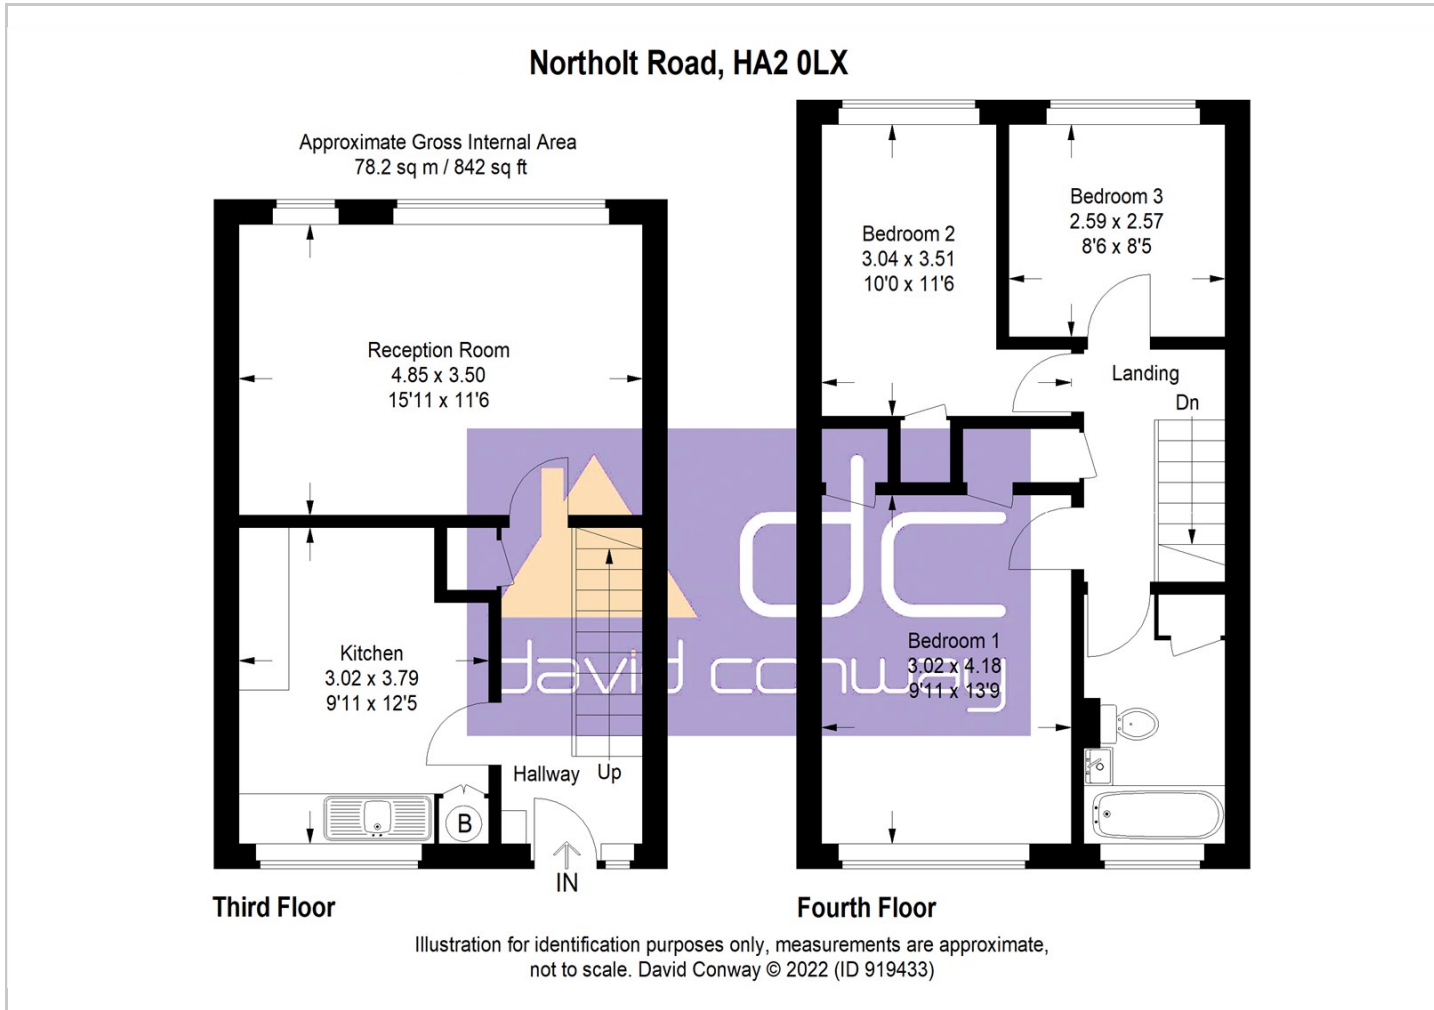 Northolt Road, HA2 0LX
Approximate Gross Internal Area
78.2 sq m / 842 sq ft
Reception Room
4.85 x 3.50
15'11 x 11'6
Kitchen
3.02 x 3.79
9'11 x 12'5
B
Hallway
Up
IN
Third Floor
Bedroom 2
3.04 x 3.51
10'0 x 11'6
Bedroom 3
2.59 x 2.57
8'6 x 8'5
Landing
Dn
Bedroom 1
3.02 x 4.18
9'11 x 13'9
Fourth Floor
dc
david conway
Illustration for identification purposes only, measurements are approximate,
not to scale. David Conway © 2022 (ID 919433)